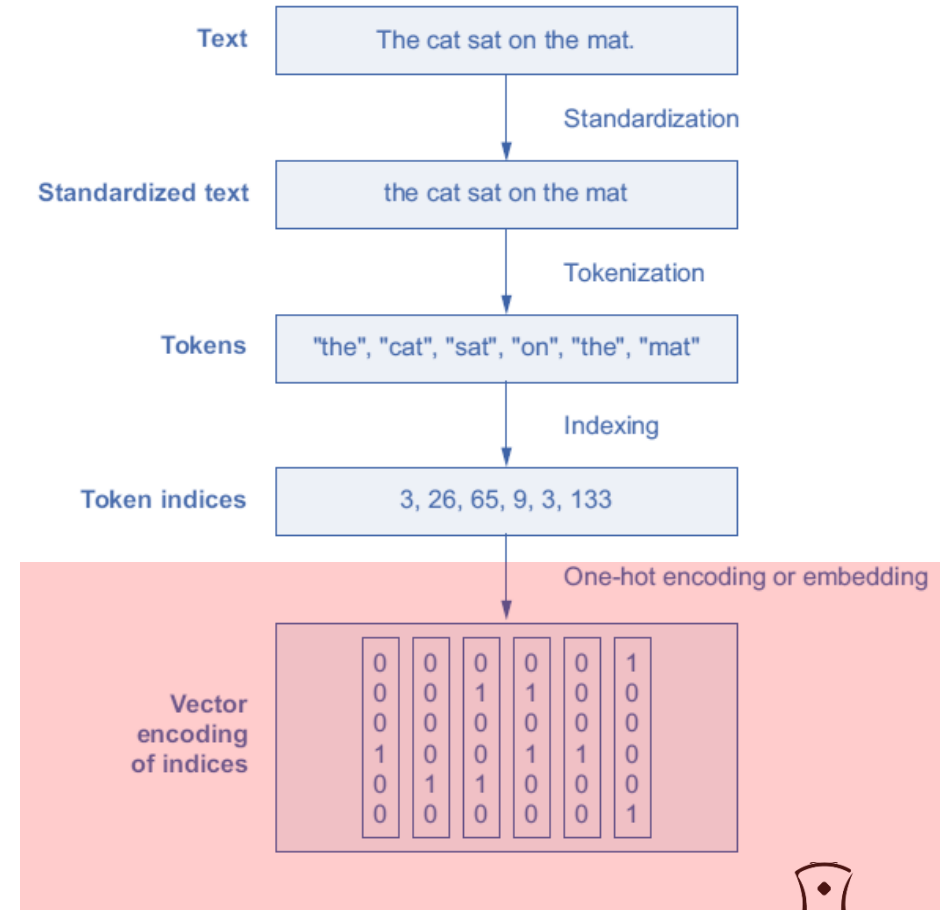 Text
The cat sat on the mat.
Standardization
Standardized text
the cat sat on the mat
Tokenization
Tokens
"the", "cat", "sat", "on", "the", "mat"
Indexing
Token indices
3, 26, 65, 9, 3, 133
One-hot encoding or embedding
Vector
encoding
of indices
0 0 0 0 0 1
0 0 1 1 0 0
0 0 0 0 0 0
1 0 0 1 1 0
0 1 1 0 0 0
0 0 0 0 0 1